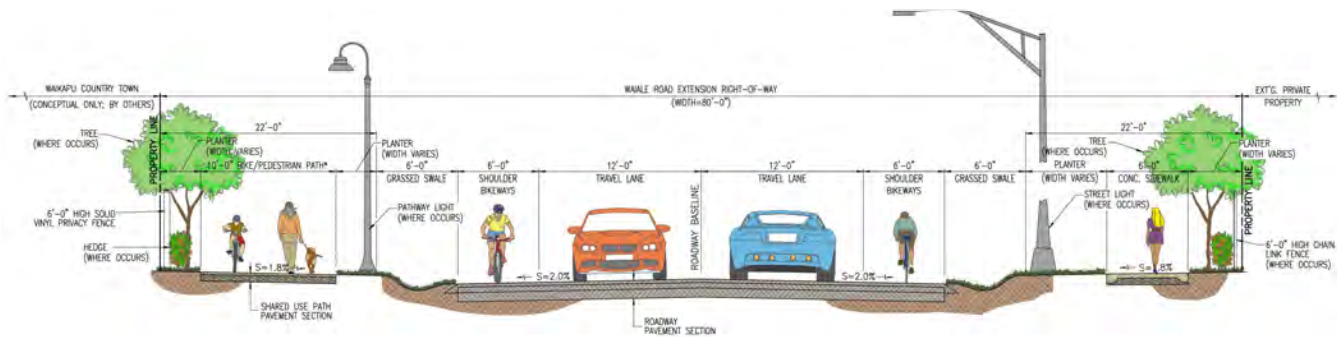 WAIKAPU COUNTRY TOWN
(CONCEPTUAL ONLY; BY OTHERS)
WAIALE ROAD EXTENSION RIGHT-OF-WAY
(WIDTH=80'-0")
EXT'G. PRIVATE
PROPERTY
PROPERTY LINE
22'-0"
TREE
(WHERE OCCURS)
PLANTER
(WIDTH VARIES)
10'-0" BIKE/PEDESTRIAN PATH*
PLANTER
(WIDTH VARIES)
6'-0"
GRASSED SWALE
6'-0"
SHOULDER
BIKEWAYS
12'-0"
TRAVEL LANE
ROADWAY BASELINE
12'-0"
TRAVEL LANE
6'-0"
SHOULDER
BIKEWAYS
6'-0"
GRASSED SWALE
22'-0"
TREE
(WHERE OCCURS)
PLANTER
(WIDTH VARIES)
PLANTER
(WIDTH VARIES)
CONC. SIDEWALK
PROPERTY LINE
6'-0" HIGH SOLID
VINYL PRIVACY FENCE
HEDGE
(WHERE OCCURS)
PATHWAY LIGHT
(WHERE OCCURS)
STREET LIGHT
(WHERE OCCURS)
6'-0" HIGH CHAIN
LINK FENCE
(WHERE OCCURS)
S=1.8%
S=2.0%
S=2.0%
SHARED USE PATH
PAVEMENT SECTION
ROADWAY
PAVEMENT SECTION